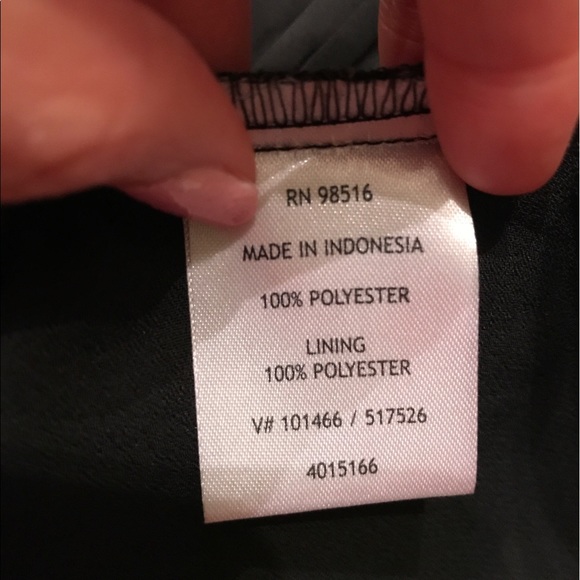 RN 98516
MADE IN INDONESIA
100% POLYESTER
LINING
100% POLYESTER
V# 101466 / 517526
4015166